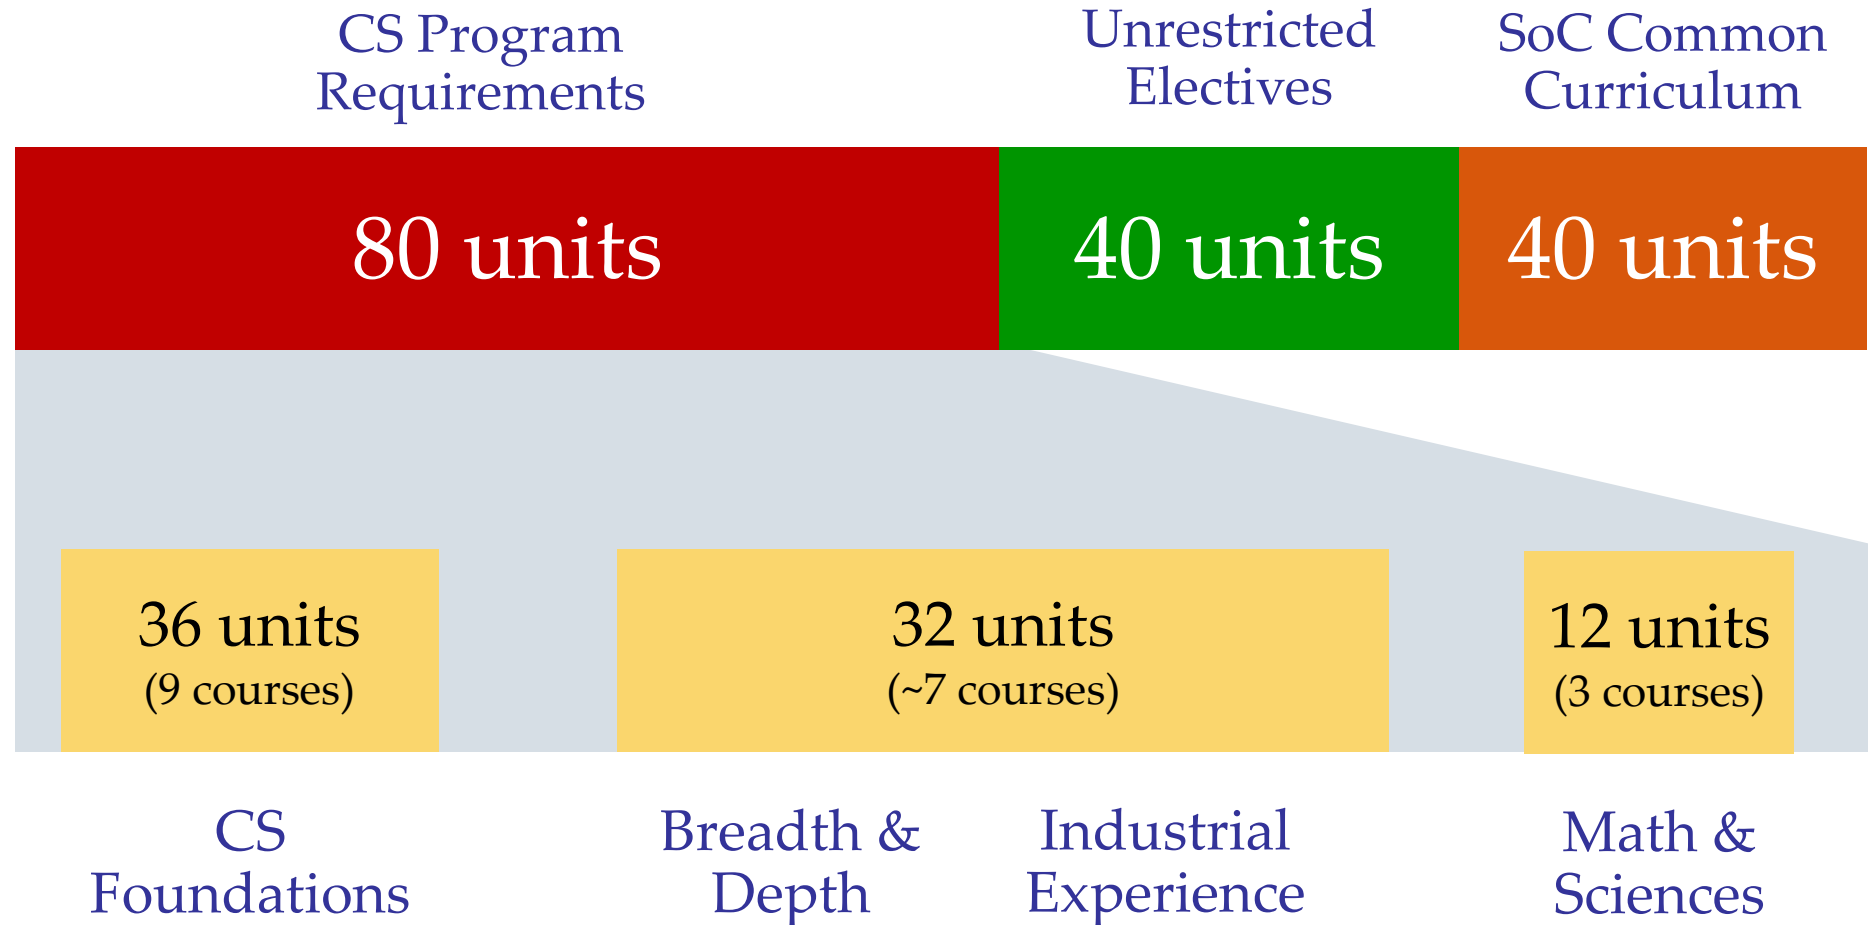 CS Program
Requirements
Unrestricted
Electives
SoC Common
Curriculum
80 units
40 units
40 units
36 units
(9 courses)
32 units
(~7 courses)
12 units
(3 courses)
CS
Foundations
Breadth &
Depth
Industrial
Experience
Math &
Sciences